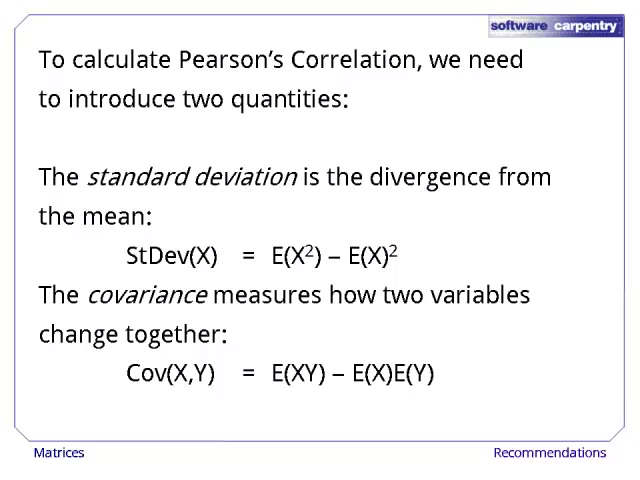 software carpentry
To calculate Pearson’s Correlation, we need
to introduce two quantities:
The standard deviation is the divergence from
the mean:
StDev(X) = E(X²) – E(X)²
The covariance measures how two variables
change together:
Cov(X,Y) = E(XY) – E(X)E(Y)
Matrices
Recommendations